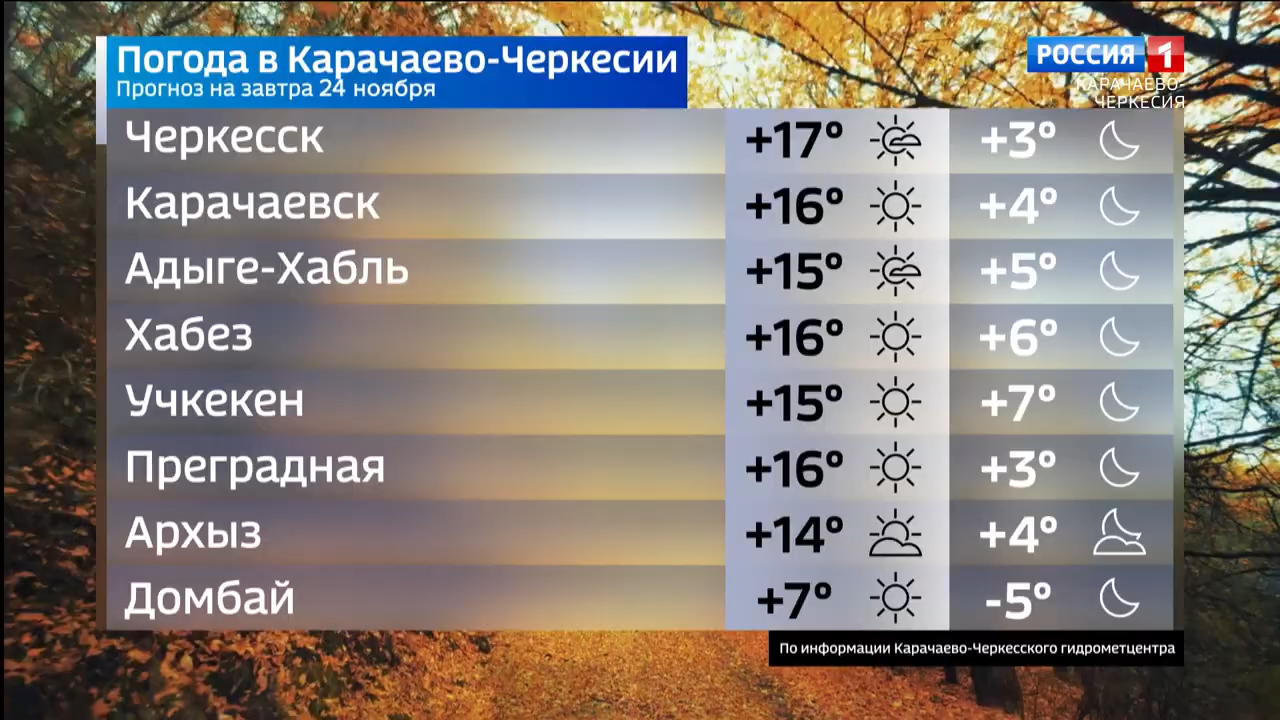 Погода в Карачаево-Черкесии
Прогноз на завтра 24 ноября
РОССИЯ 1
КАРАЧАЕВО-
ЧЕРКЕСИЯ
Черкесск +17° +3°
Карачаевск +16° +4°
Адыге-Хабль +15° +5°
Хабез +16° +6°
Учкекен +15° +7°
Преградная +16° +3°
Архыз +14° +4°
Домбай +7° -5°
По информации Карачаево-Черкесского гидрометцентра